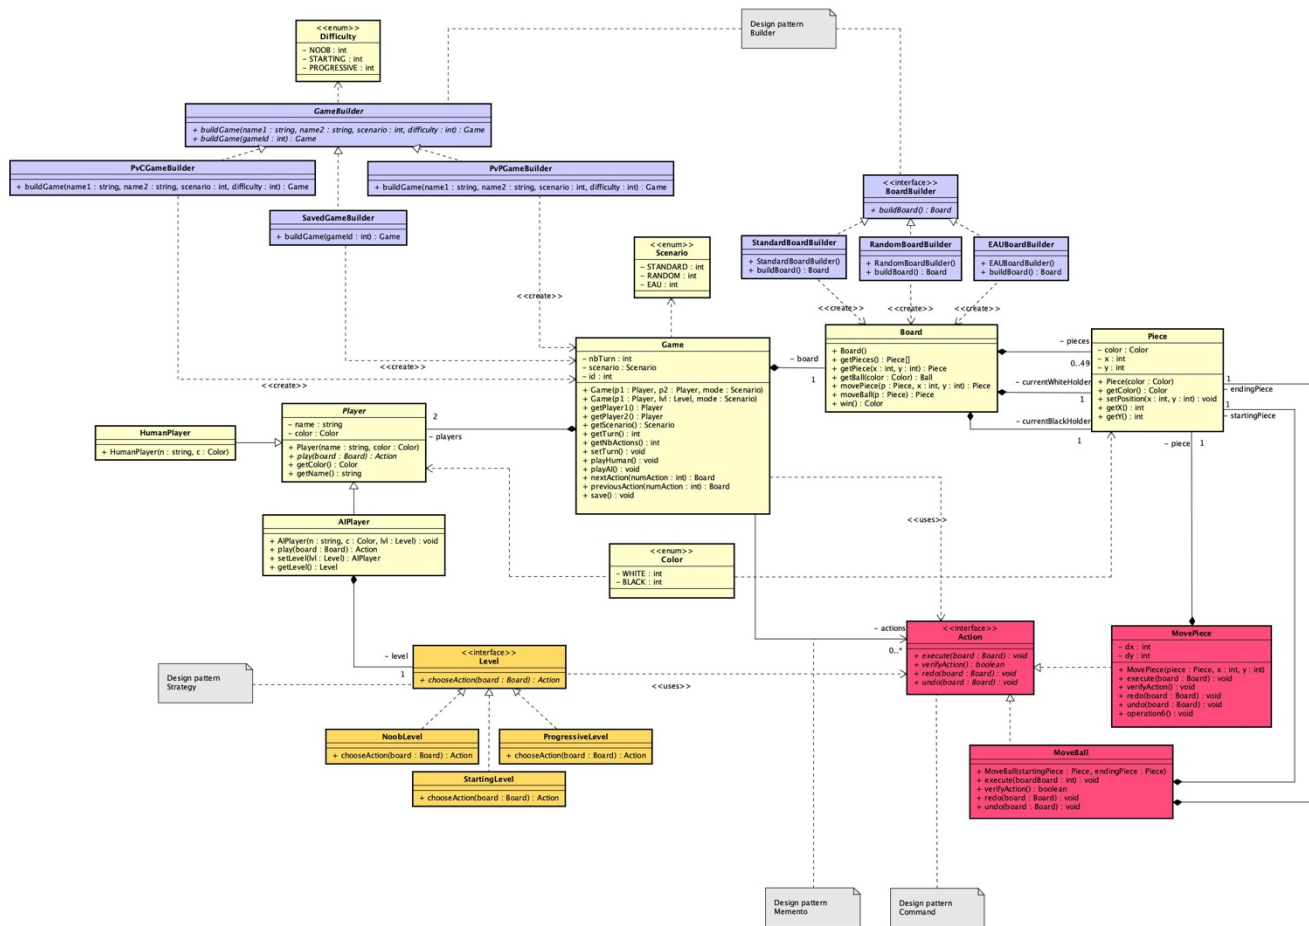 Design pattern
Builder
<<enum>>
Difficulty
- NOOB : int
- STARTING : int
- PROGRESSIVE : int
GameBuilder
+ buildGame(name1 : string, name2 : string, scenario : int, difficulty : int) : Game
+ buildGame(gameId : int) : Game
PvCGameBuilder
+ buildGame(name1 : string, name2 : string, scenario : int, difficulty : int) : Game
PvPGameBuilder
+ buildGame(name1 : string, name2 : string, scenario : int, difficulty : int) : Game
SavedGameBuilder
+ buildGame(gameId : int) : Game
<<interface>>
BoardBuilder
+ buildBoard() : Board
StandardBoardBuilder
+ StandardBoardBuilder()
+ buildBoard() : Board
RandomBoardBuilder
+ RandomBoardBuilder()
+ buildBoard() : Board
EAUBoardBuilder
+ EAUBoardBuilder()
+ buildBoard() : Board
<<enum>>
Scenario
- STANDARD : int
- RANDOM : int
- EAU : int
<<create>>
<<create>>
<<create>>
<<create>>
<<create>>
<<create>>
Game
- nbTurn : int
- scenario : Scenario
- id : int
+ Game(p1 : Player, p2 : Player, mode : Scenario)
+ Game(p1 : Player, lvl : Level, mode : Scenario)
+ getPlayer1() : Player
+ getPlayer2() : Player
+ getScenario() : Scenario
+ getTurn() : int
+ getNbActions() : int
+ setTurn() : void
+ playHuman() : void
+ playAI() : void
+ nextAction(numAction : int) : Board
+ previousAction(numAction : int) : Board
+ save() : void
- board
1
Board
+ Board()
+ getPieces() : Piece[]
+ getPiece(x : int, y : int) : Piece
+ getBall(color : Color) : Ball
+ movePiece(p : Piece, x : int, y : int) : Piece
+ moveBall(p : Piece) : Piece
+ win() : Color
- pieces
0..49
- currentWhiteHolder
1
- currentBlackHolder
1
Piece
- color : Color
- x : int
- y : int
+ Piece(color : Color)
+ getColor() : Color
+ setPosition(x : int, y : int) : void
+ getX() : int
+ getY() : int
1
- endingPiece
1
- startingPiece
- piece
1
Player
- name : string
- color : Color
+ Player(name : string, color : Color)
+ play(board : Board) : Action
+ getColor() : Color
+ getName() : string
2
- players
HumanPlayer
+ HumanPlayer(n : string, c : Color)
AIPlayer
+ AIPlayer(n : string, c : Color, lvl : Level) : void
+ play(board : Board) : Action
+ setLevel(lvl : Level) : AIPlayer
+ getLevel() : Level
<<uses>>
<<enum>>
Color
- WHITE : int
- BLACK : int
- actions
0..*
<<interface>>
Action
+ execute(board : Board) : void
+ verifyAction() : boolean
+ redo(board : Board) : void
+ undo(board : Board) : void
MovePiece
- dx : int
- dy : int
+ MovePiece(piece : Piece, x : int, y : int)
+ execute(board : Board) : void
+ verifyAction() : void
+ redo(board : Board) : void
+ undo(board : Board) : void
+ operation6() : void
- level
1
<<interface>>
Level
+ chooseAction(board : Board) : Action
<<uses>>
Design pattern
Strategy
NoobLevel
+ chooseAction(board : Board) : Action
ProgressiveLevel
+ chooseAction(board : Board) : Action
StartingLevel
+ chooseAction(board : Board) : Action
MoveBall
+ MoveBall(startingPiece : Piece, endingPiece : Piece)
+ execute(boardBoard : int) : void
+ verifyAction() : boolean
+ redo(board : Board) : void
+ undo(board : Board) : void
Design pattern
Memento
Design pattern
Command